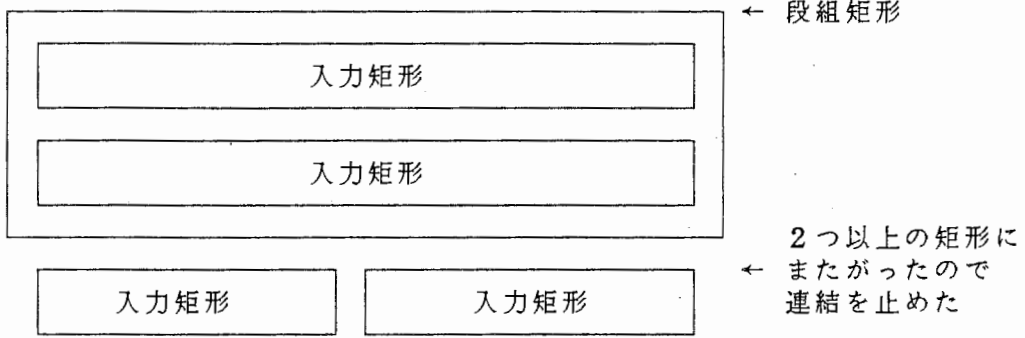 ← 段組矩形
入力矩形
入力矩形
2つ以上の矩形に
← またがったので
連結を止めた
入力矩形 入力矩形